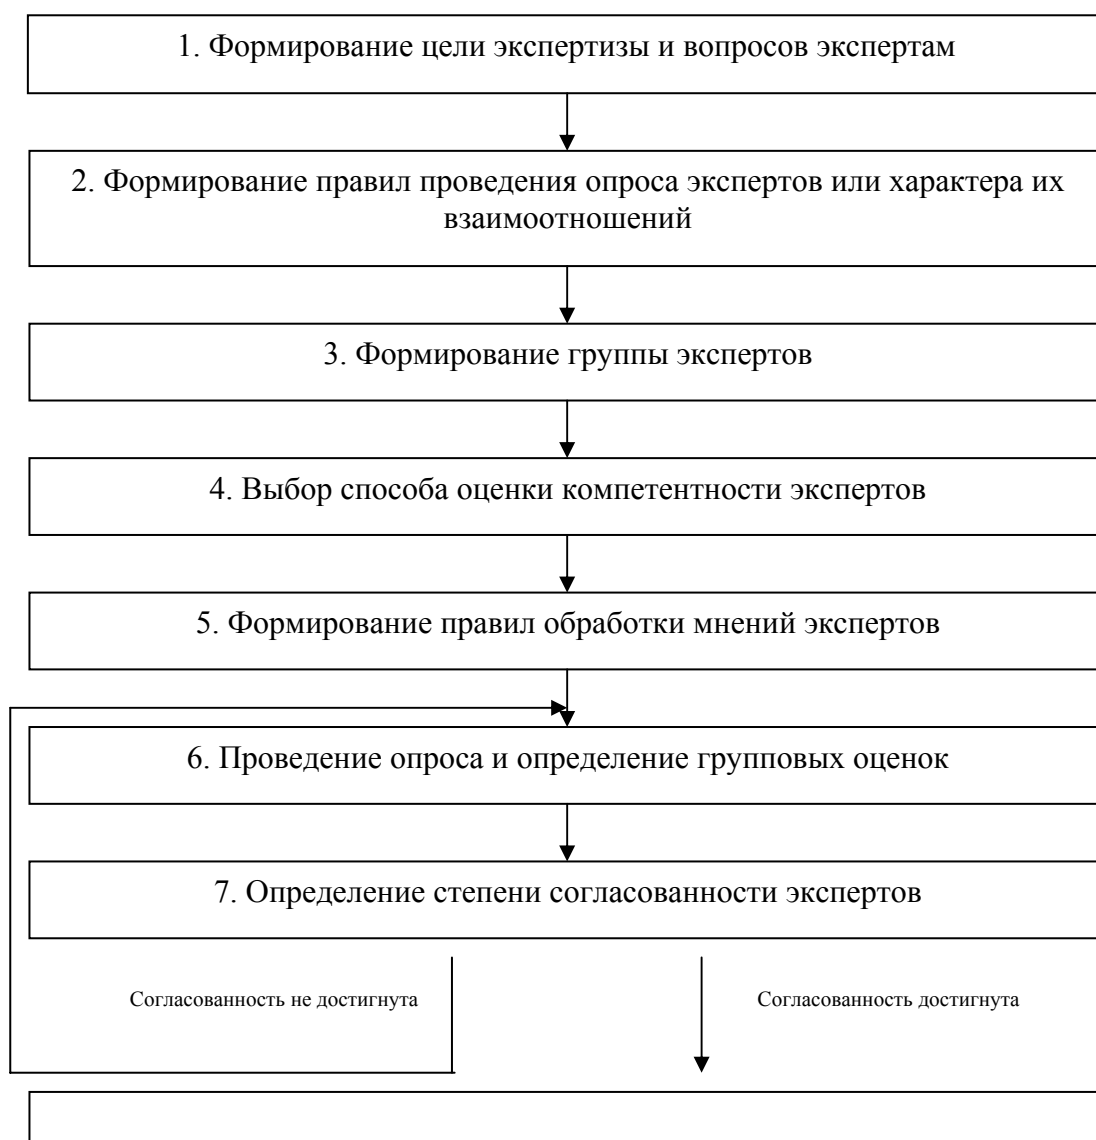 1. Формирование цели экспертизы и вопросов экспертам
2. Формирование правил проведения опроса экспертов или характера их
взаимоотношений
3. Формирование группы экспертов
4. Выбор способа оценки компетентности экспертов
5. Формирование правил обработки мнений экспертов
6. Проведение опроса и определение групповых оценок
7. Определение степени согласованности экспертов
Согласованность не достигнута
Согласованность достигнута